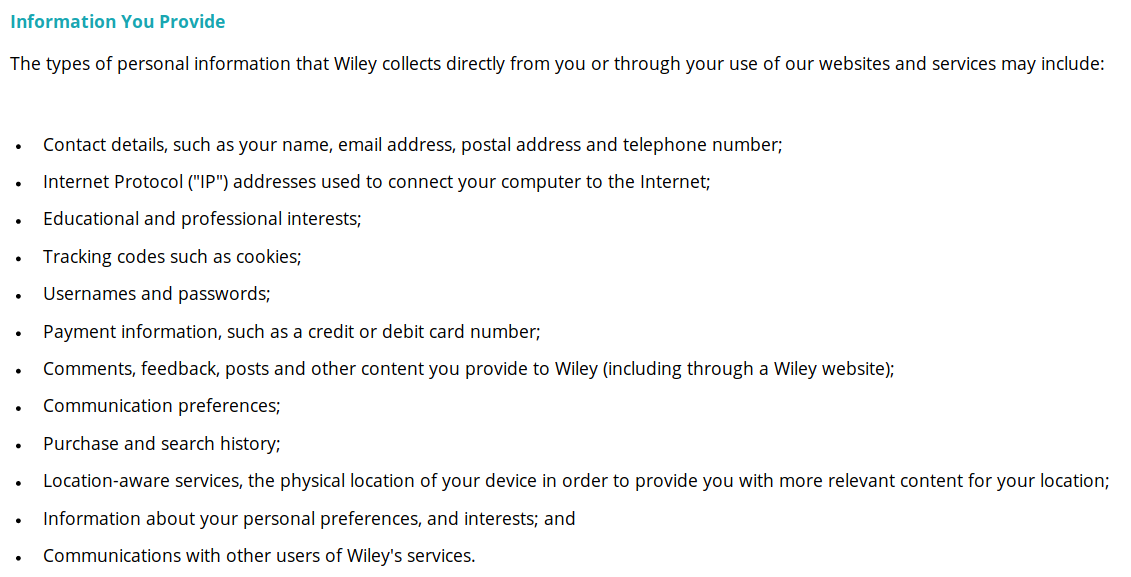 Information You Provide
The types of personal information that Wiley collects directly from you or through your use of our websites and services may include:
• Contact details, such as your name, email address, postal address and telephone number;
• Internet Protocol ("IP") addresses used to connect your computer to the Internet;
• Educational and professional interests;
• Tracking codes such as cookies;
• Usernames and passwords;
• Payment information, such as a credit or debit card number;
• Comments, feedback, posts and other content you provide to Wiley (including through a Wiley website);
• Communication preferences;
• Purchase and search history;
• Location-aware services, the physical location of your device in order to provide you with more relevant content for your location;
• Information about your personal preferences, and interests; and
• Communications with other users of Wiley's services.